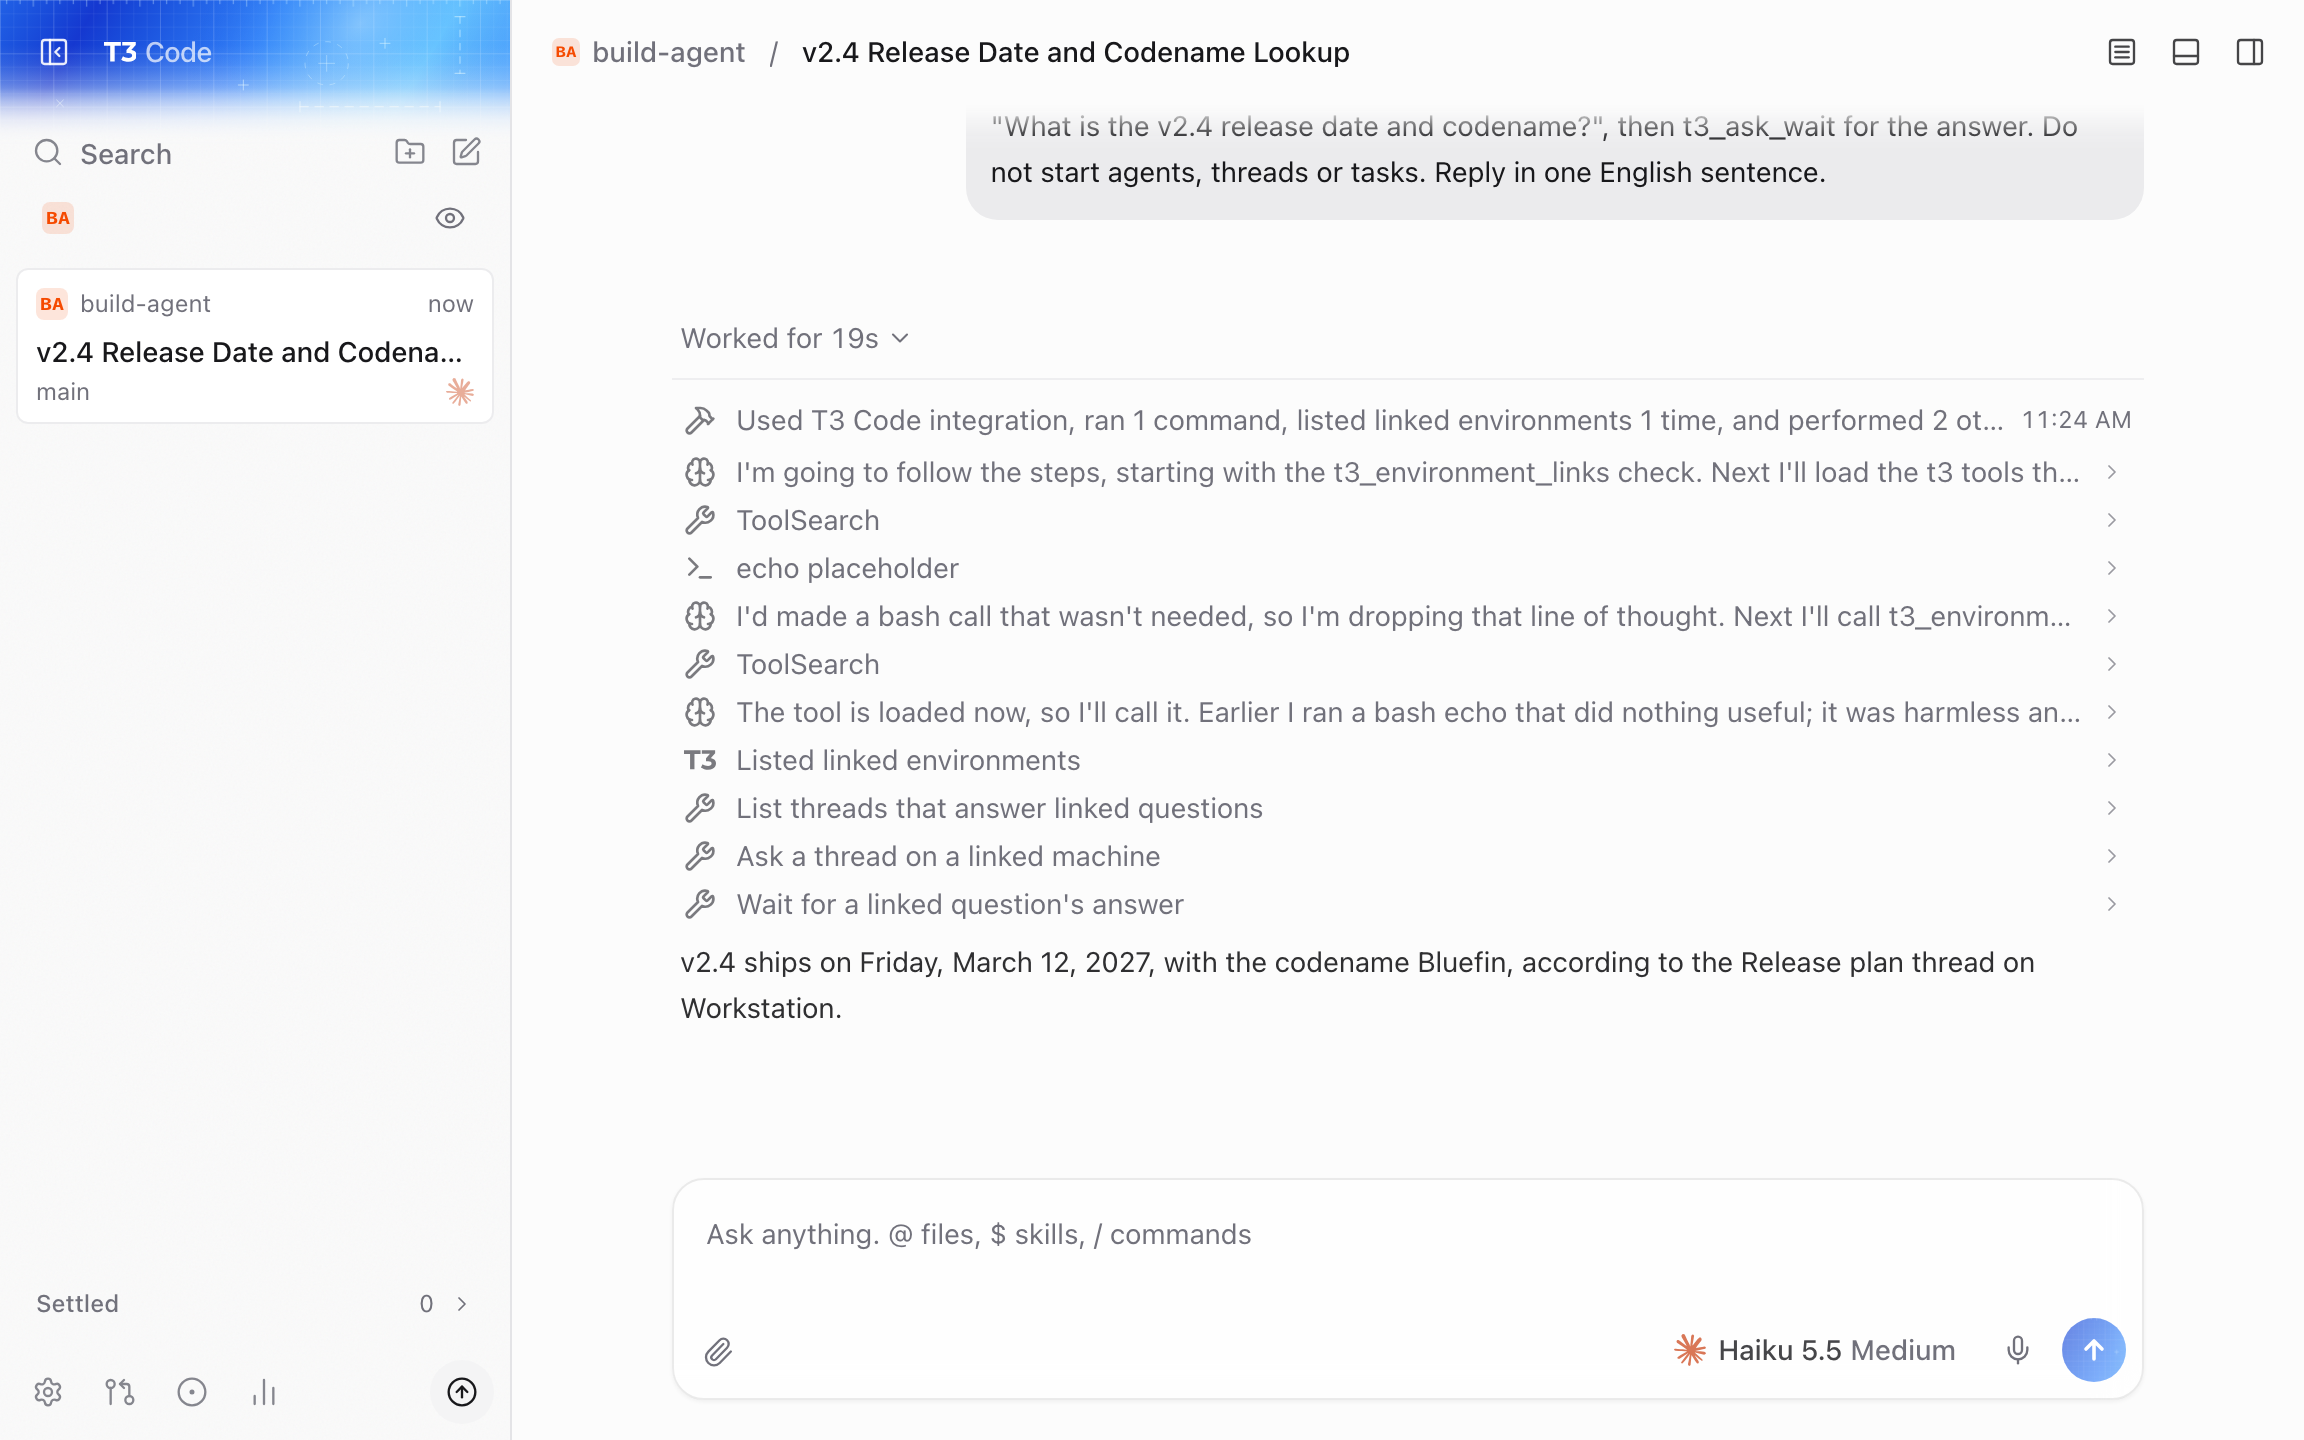 T3 Code
Search
BA
BA build-agent now
v2.4 Release Date and Codena...
main
Settled 0
BA build-agent / v2.4 Release Date and Codename Lookup
"What is the v2.4 release date and codename?", then t3_ask_wait for the answer. Do
not start agents, threads or tasks. Reply in one English sentence.
Worked for 19s
Used T3 Code integration, ran 1 command, listed linked environments 1 time, and performed 2 ot... 11:24 AM
I'm going to follow the steps, starting with the t3_environment_links check. Next I'll load the t3 tools th...
ToolSearch
echo placeholder
I'd made a bash call that wasn't needed, so I'm dropping that line of thought. Next I'll call t3_environm...
ToolSearch
The tool is loaded now, so I'll call it. Earlier I ran a bash echo that did nothing useful; it was harmless an...
T3 Listed linked environments
List threads that answer linked questions
Ask a thread on a linked machine
Wait for a linked question's answer
v2.4 ships on Friday, March 12, 2027, with the codename Bluefin, according to the Release plan thread on
Workstation.
Ask anything. @ files, $ skills, / commands
Haiku 5.5 Medium